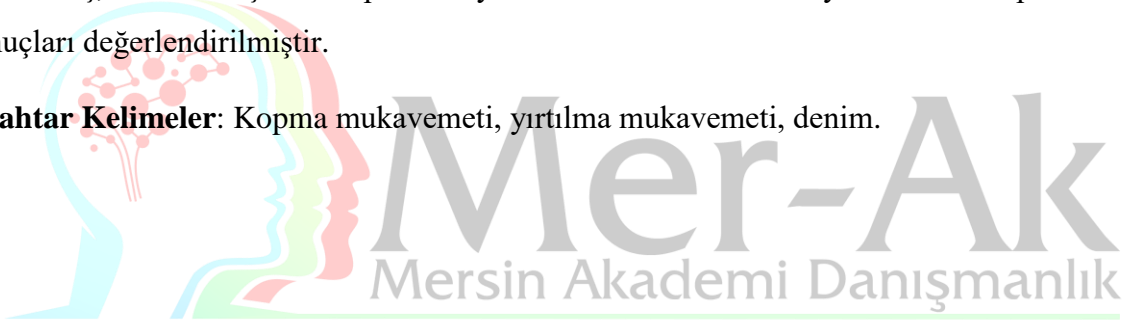 uçları değerlendirilmiştir.
ahtar Kelimeler: Kopma mukavemeti, yırtılma mukavemeti, denim.
Mer-Ak
Mersin Akademi Danışmanlık